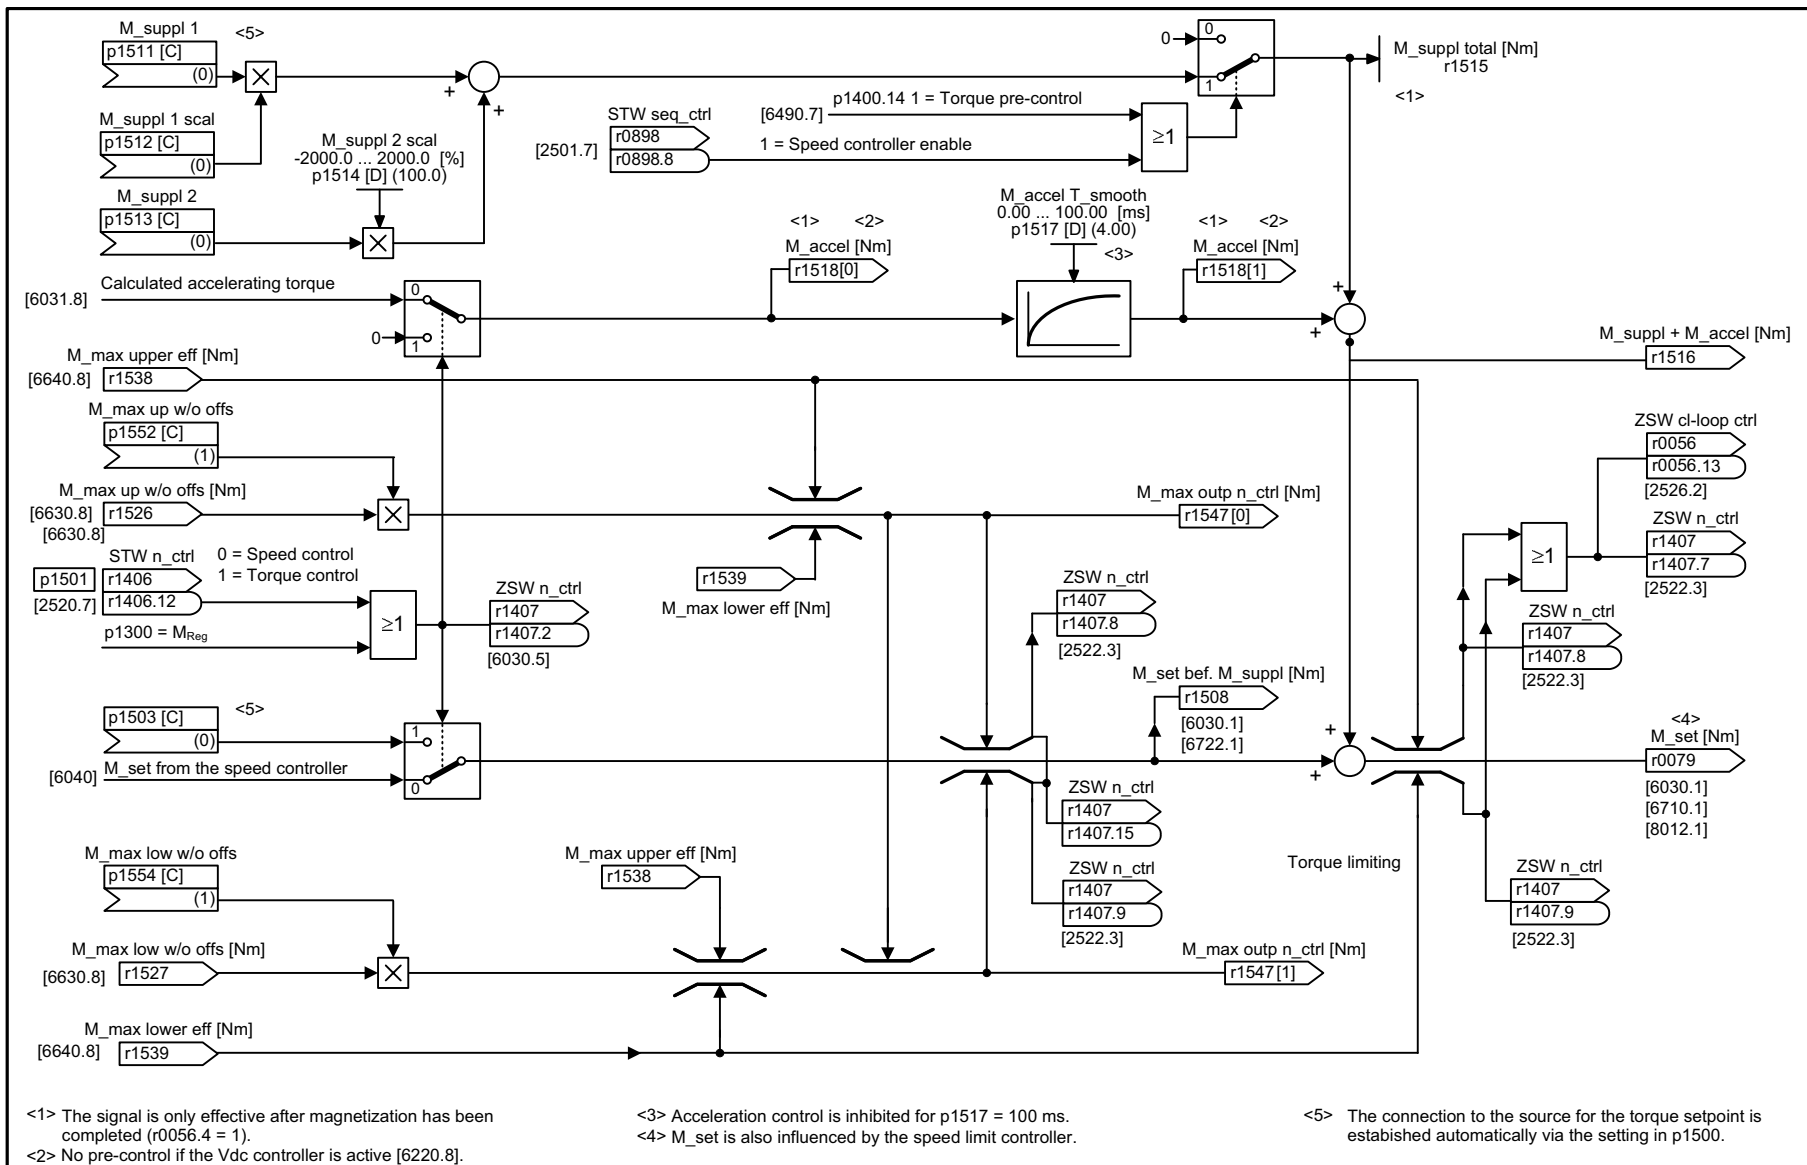 M_suppl 1
<5>
p1511 [C]
(0)
M_suppl 1 scal
p1512 [C]
(0)
M_suppl 2 scal
-2000.0 ... 2000.0 [%]
p1514 [D] (100.0)
M_suppl 2
p1513 [C]
(0)
0
0
1
M_suppl total [Nm]
r1515
<1>
p1400.14 1 = Torque pre-control
[6490.7]
STW seq_ctrl
r0898
r0898.8
[2501.7]
1 = Speed controller enable
≥1
+
+
Calculated accelerating torque
[6031.8]
0
0
1
<1> <2>
M_accel [Nm]
r1518[0]
M_accel T_smooth
0.00 ... 100.00 [ms]
p1517 [D] (4.00)
<3>
<1> <2>
M_accel [Nm]
r1518[1]
+
+
M_suppl + M_accel [Nm]
r1516
M_max upper eff [Nm]
[6640.8]
r1538
M_max up w/o offs
p1552 [C]
(1)
M_max up w/o offs [Nm]
[6630.8]
r1526
[6630.8]
M_max outp n_ctrl [Nm]
r1547[0]
r1539
M_max lower eff [Nm]
STW n_ctrl
0 = Speed control
1 = Torque control
p1501
r1406
[2520.7]
r1406.12
p1300 = MReg
≥1
ZSW n_ctrl
r1407
r1407.2
[6030.5]
ZSW n_ctrl
r1407
r1407.8
[2522.3]
ZSW cl-loop ctrl
r0056
r0056.13
[2526.2]
≥1
ZSW n_ctrl
r1407
r1407.7
[2522.3]
ZSW n_ctrl
r1407
r1407.8
[2522.3]
p1503 [C]
<5>
(0)
1
0
[6040]
M_set from the speed controller
M_set bef. M_suppl [Nm]
r1508
[6030.1]
[6722.1]
+
+
<4>
M_set [Nm]
r0079
[6030.1]
[6710.1]
[8012.1]
ZSW n_ctrl
r1407
r1407.15
ZSW n_ctrl
r1407
r1407.9
[2522.3]
Torque limiting
ZSW n_ctrl
r1407
r1407.9
[2522.3]
M_max low w/o offs
p1554 [C]
(1)
M_max upper eff [Nm]
r1538
M_max low w/o offs [Nm]
[6630.8]
r1527
M_max outp n_ctrl [Nm]
r1547[1]
M_max lower eff [Nm]
[6640.8]
r1539
<1> The signal is only effective after magnetization has been
completed (r0056.4 = 1).
<2> No pre-control if the Vdc controller is active [6220.8].
<3> Acceleration control is inhibited for p1517 = 100 ms.
<4> M_set is also influenced by the speed limit controller.
<5> The connection to the source for the torque setpoint is
estabished automatically via the setting in p1500.